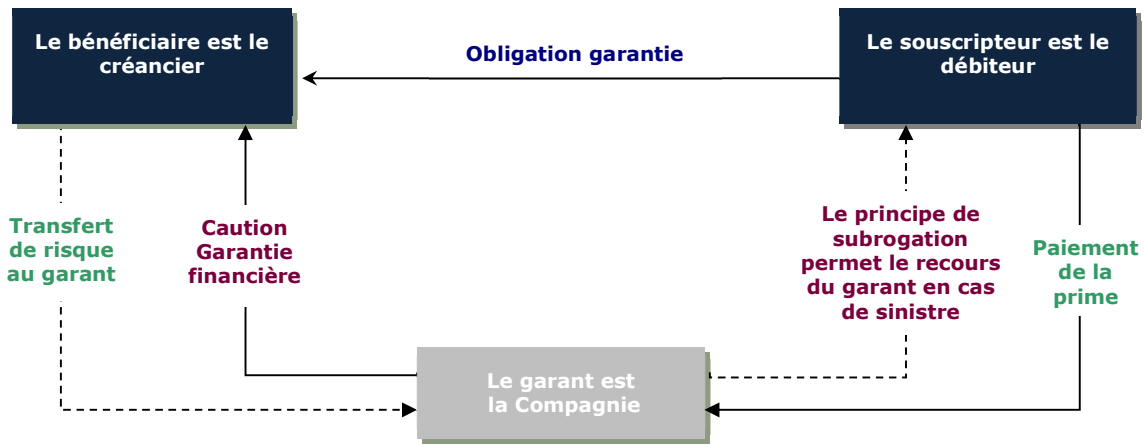 Le bénéficiaire est le
créancier
Obligation garantie
Le souscripteur est le
débiteur
Transfert
de risque
au garant
Caution
Garantie
financière
Le principe de
subrogation
permet le recours
du garant en cas
de sinistre
Paiement
de la
prime
Le garant est
la Compagnie